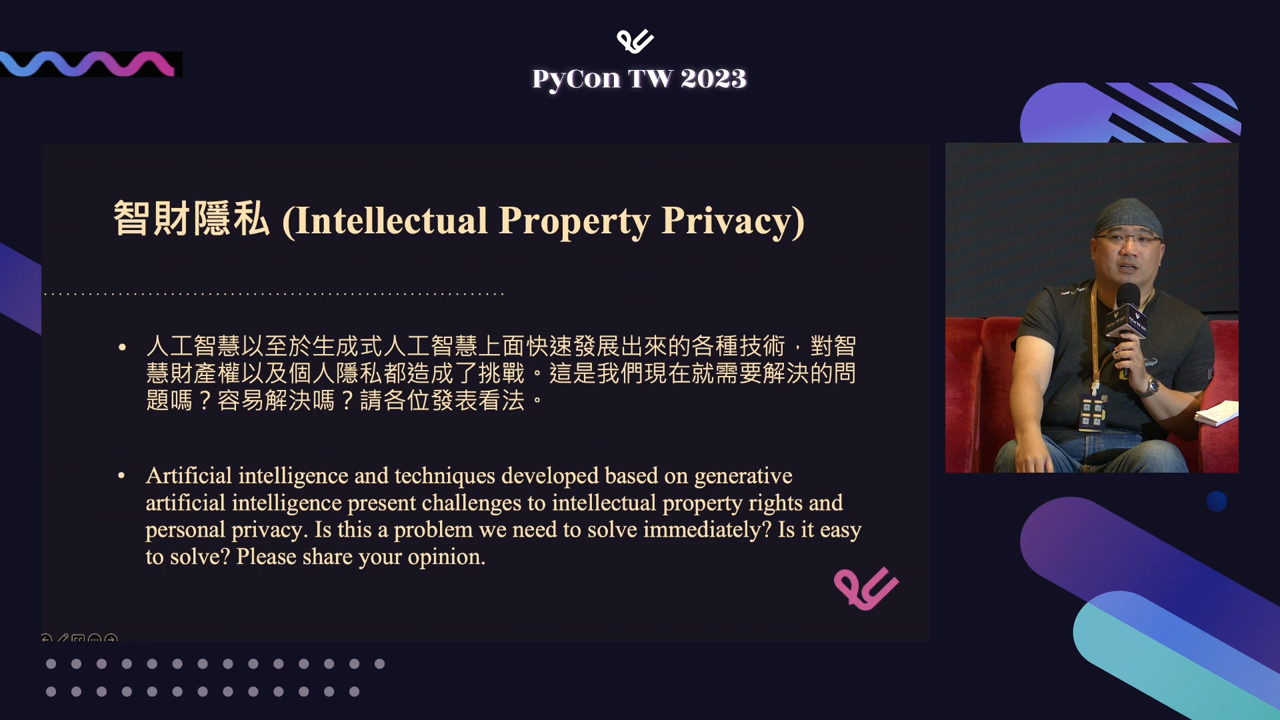 PyCon TW 2023
智財隱私 (Intellectual Property Privacy)
• 人工智慧以至於生成式人工智慧上面快速發展出來的各種技術，對智
慧財產權以及個人隱私都造成了挑戰。這是我們現在就需要解決的問
題嗎？容易解決嗎？請各位發表看法。
• Artificial intelligence and techniques developed based on generative
artificial intelligence present challenges to intellectual property rights and
personal privacy. Is this a problem we need to solve immediately? Is it easy
to solve? Please share your opinion.